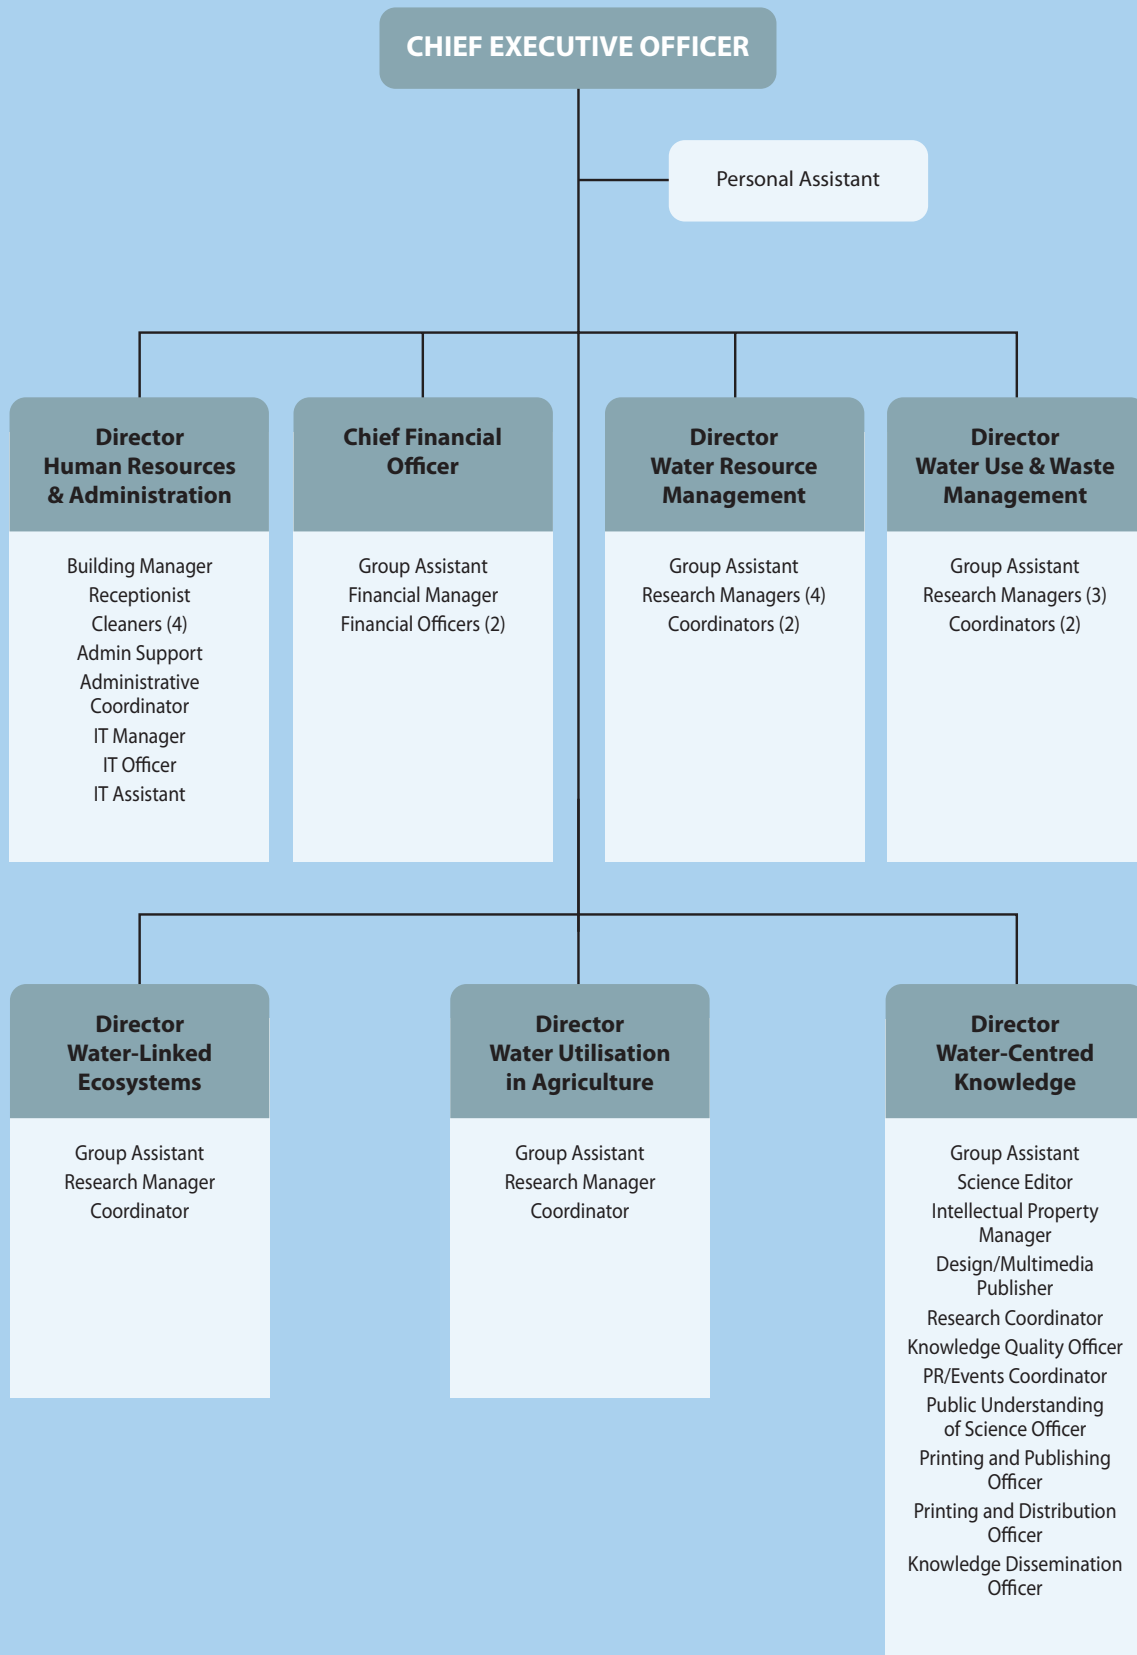 CHIEF EXECUTIVE OFFICER
Personal Assistant
Director
Human Resources
& Administration
Building Manager
Receptionist
Cleaners (4)
Admin Support
Administrative
Coordinator
IT Manager
IT Officer
IT Assistant
Chief Financial
Officer
Group Assistant
Financial Manager
Financial Officers (2)
Director
Water Resource
Management
Group Assistant
Research Managers (4)
Coordinators (2)
Director
Water Use & Waste
Management
Group Assistant
Research Managers (3)
Coordinators (2)
Director
Water-Linked
Ecosystems
Group Assistant
Research Manager
Coordinator
Director
Water Utilisation
in Agriculture
Group Assistant
Research Manager
Coordinator
Director
Water-Centred
Knowledge
Group Assistant
Science Editor
Intellectual Property
Manager
Design/Multimedia
Publisher
Research Coordinator
Knowledge Quality Officer
PR/Events Coordinator
Public Understanding
of Science Officer
Printing and Publishing
Officer
Printing and Distribution
Officer
Knowledge Dissemination
Officer